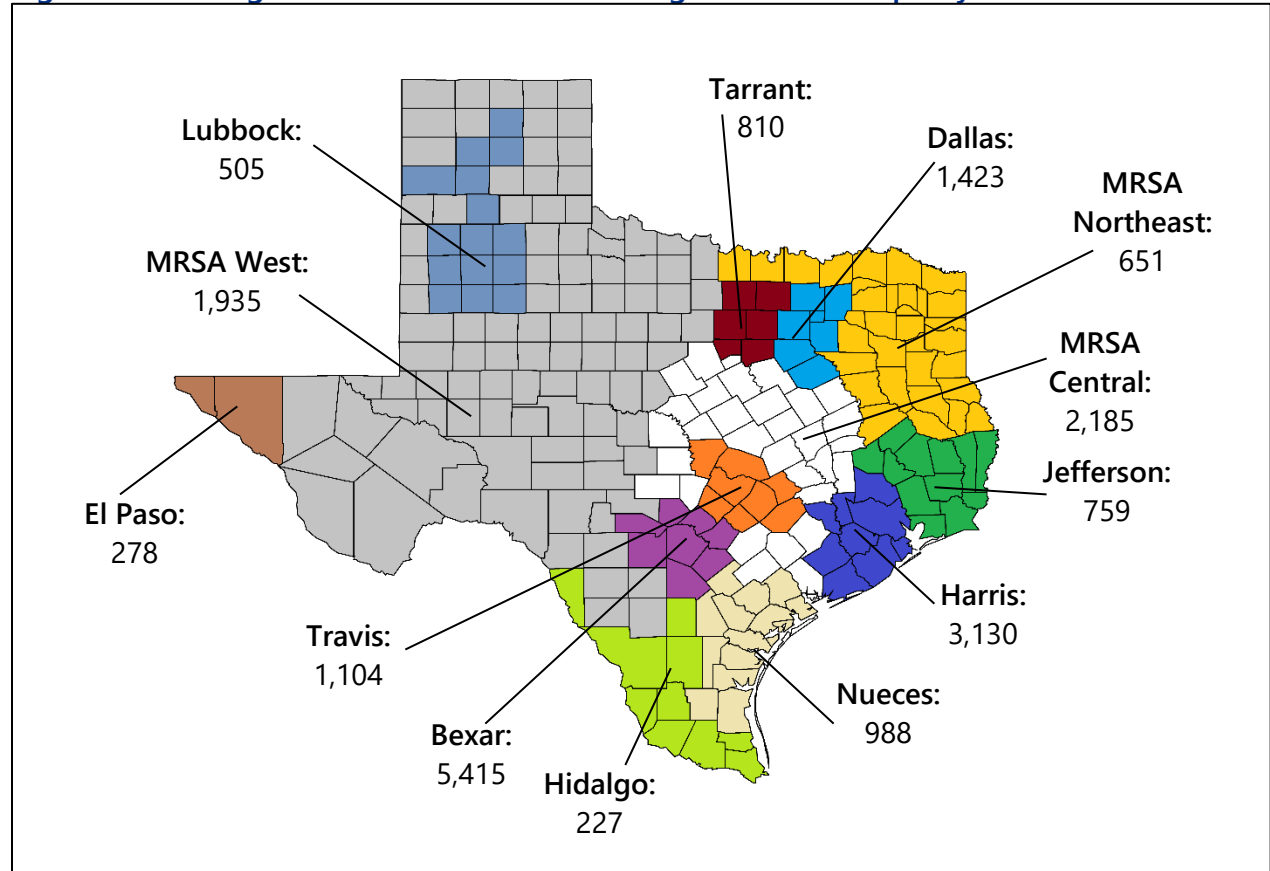 Tarrant:
810
Lubbock:
505
Dallas:
1,423
MRSA
Northeast:
651
MRSA West:
1,935
MRSA
Central:
2,185
Jefferson:
759
El Paso:
278
Harris:
3,130
Travis:
1,104
Nueces:
988
Bexar:
5,415
Hidalgo:
227